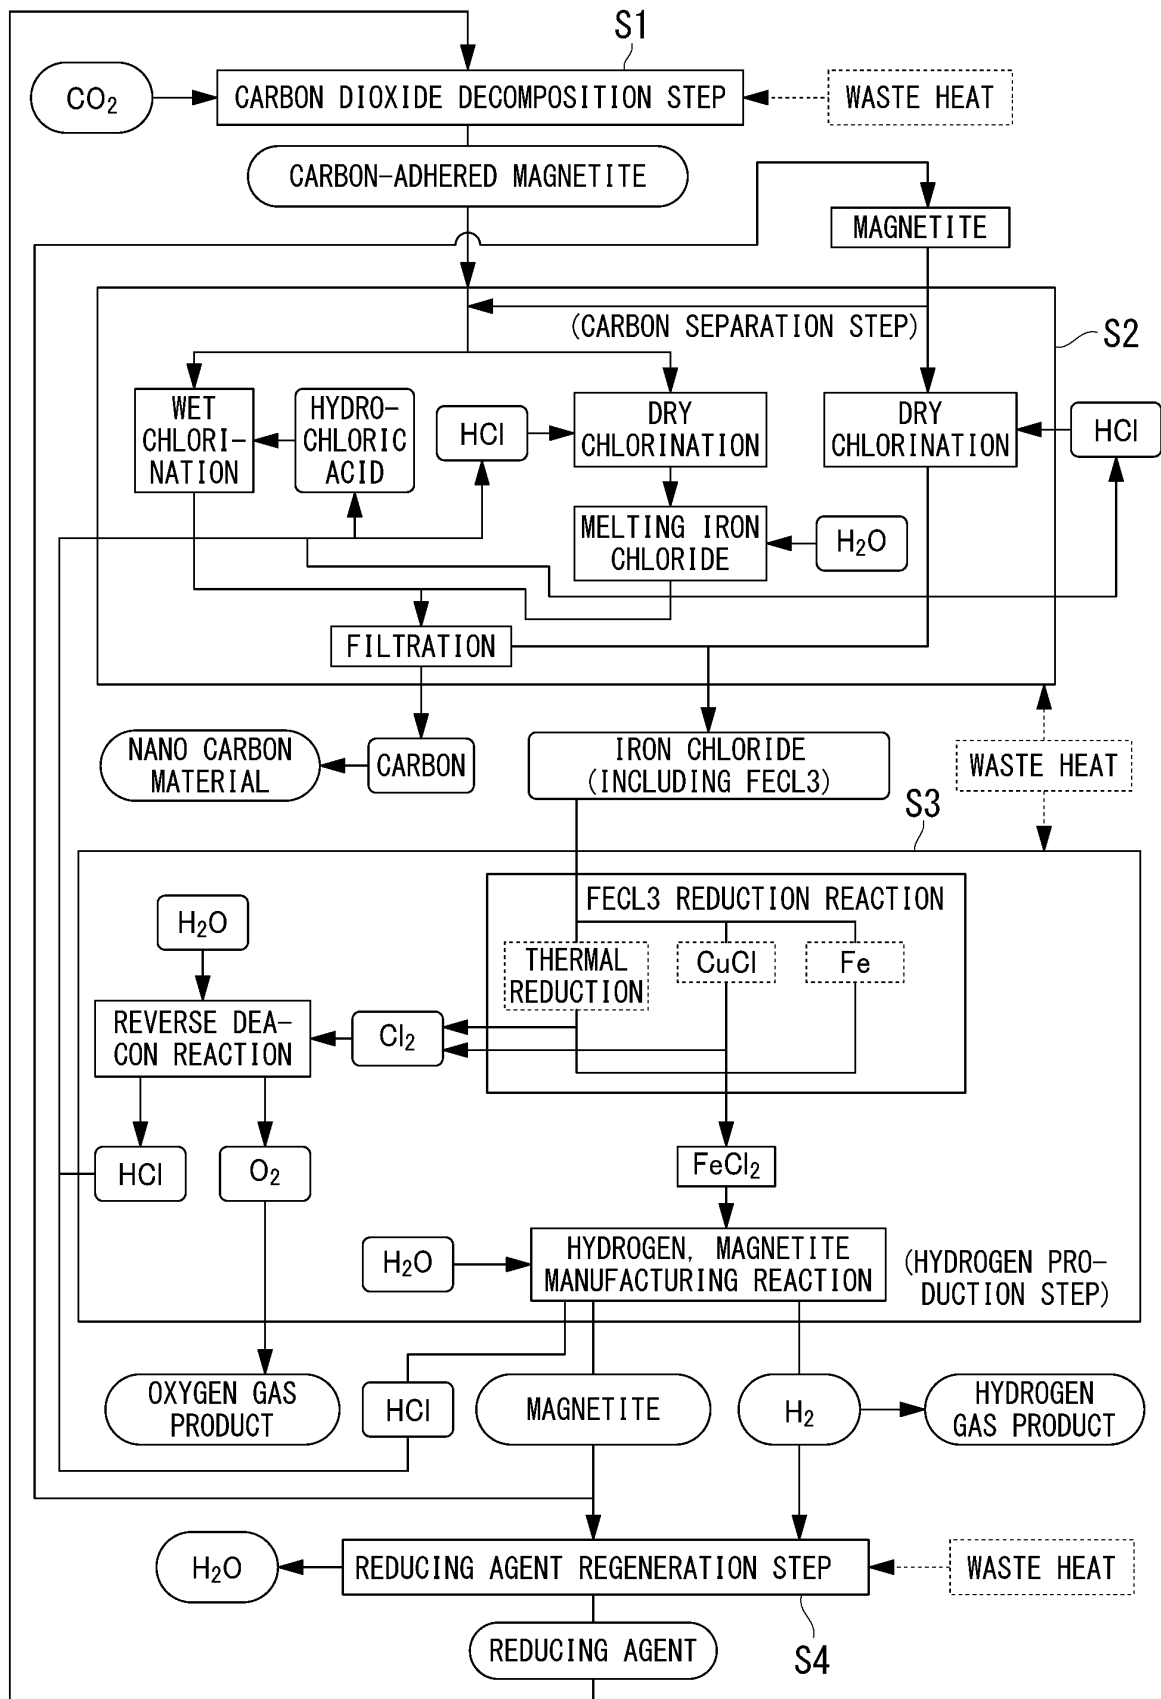 S1
CO2
CARBON DIOXIDE DECOMPOSITION STEP
WASTE HEAT
CARBON-ADHERED MAGNETITE
MAGNETITE
(CARBON SEPARATION STEP)
S2
WET
CHLORI-
NATION
HYDRO-
CHLORIC
ACID
HCl
DRY
CHLORINATION
DRY
CHLORINATION
HCl
MELTING IRON
CHLORIDE
H2O
FILTRATION
NANO CARBON
MATERIAL
CARBON
IRON CHLORIDE
(INCLUDING FECL3)
WASTE HEAT
S3
H2O
FECL3 REDUCTION REACTION
THERMAL
REDUCTION
CuCl
Fe
REVERSE DEA-
CON REACTION
Cl2
HCl
O2
FeCl2
H2O
HYDROGEN, MAGNETITE
MANUFACTURING REACTION
(HYDROGEN PRO-
DUCTION STEP)
OXYGEN GAS
PRODUCT
HCl
MAGNETITE
H2
HYDROGEN
GAS PRODUCT
H2O
REDUCING AGENT REGENERATION STEP
WASTE HEAT
REDUCING AGENT
S4